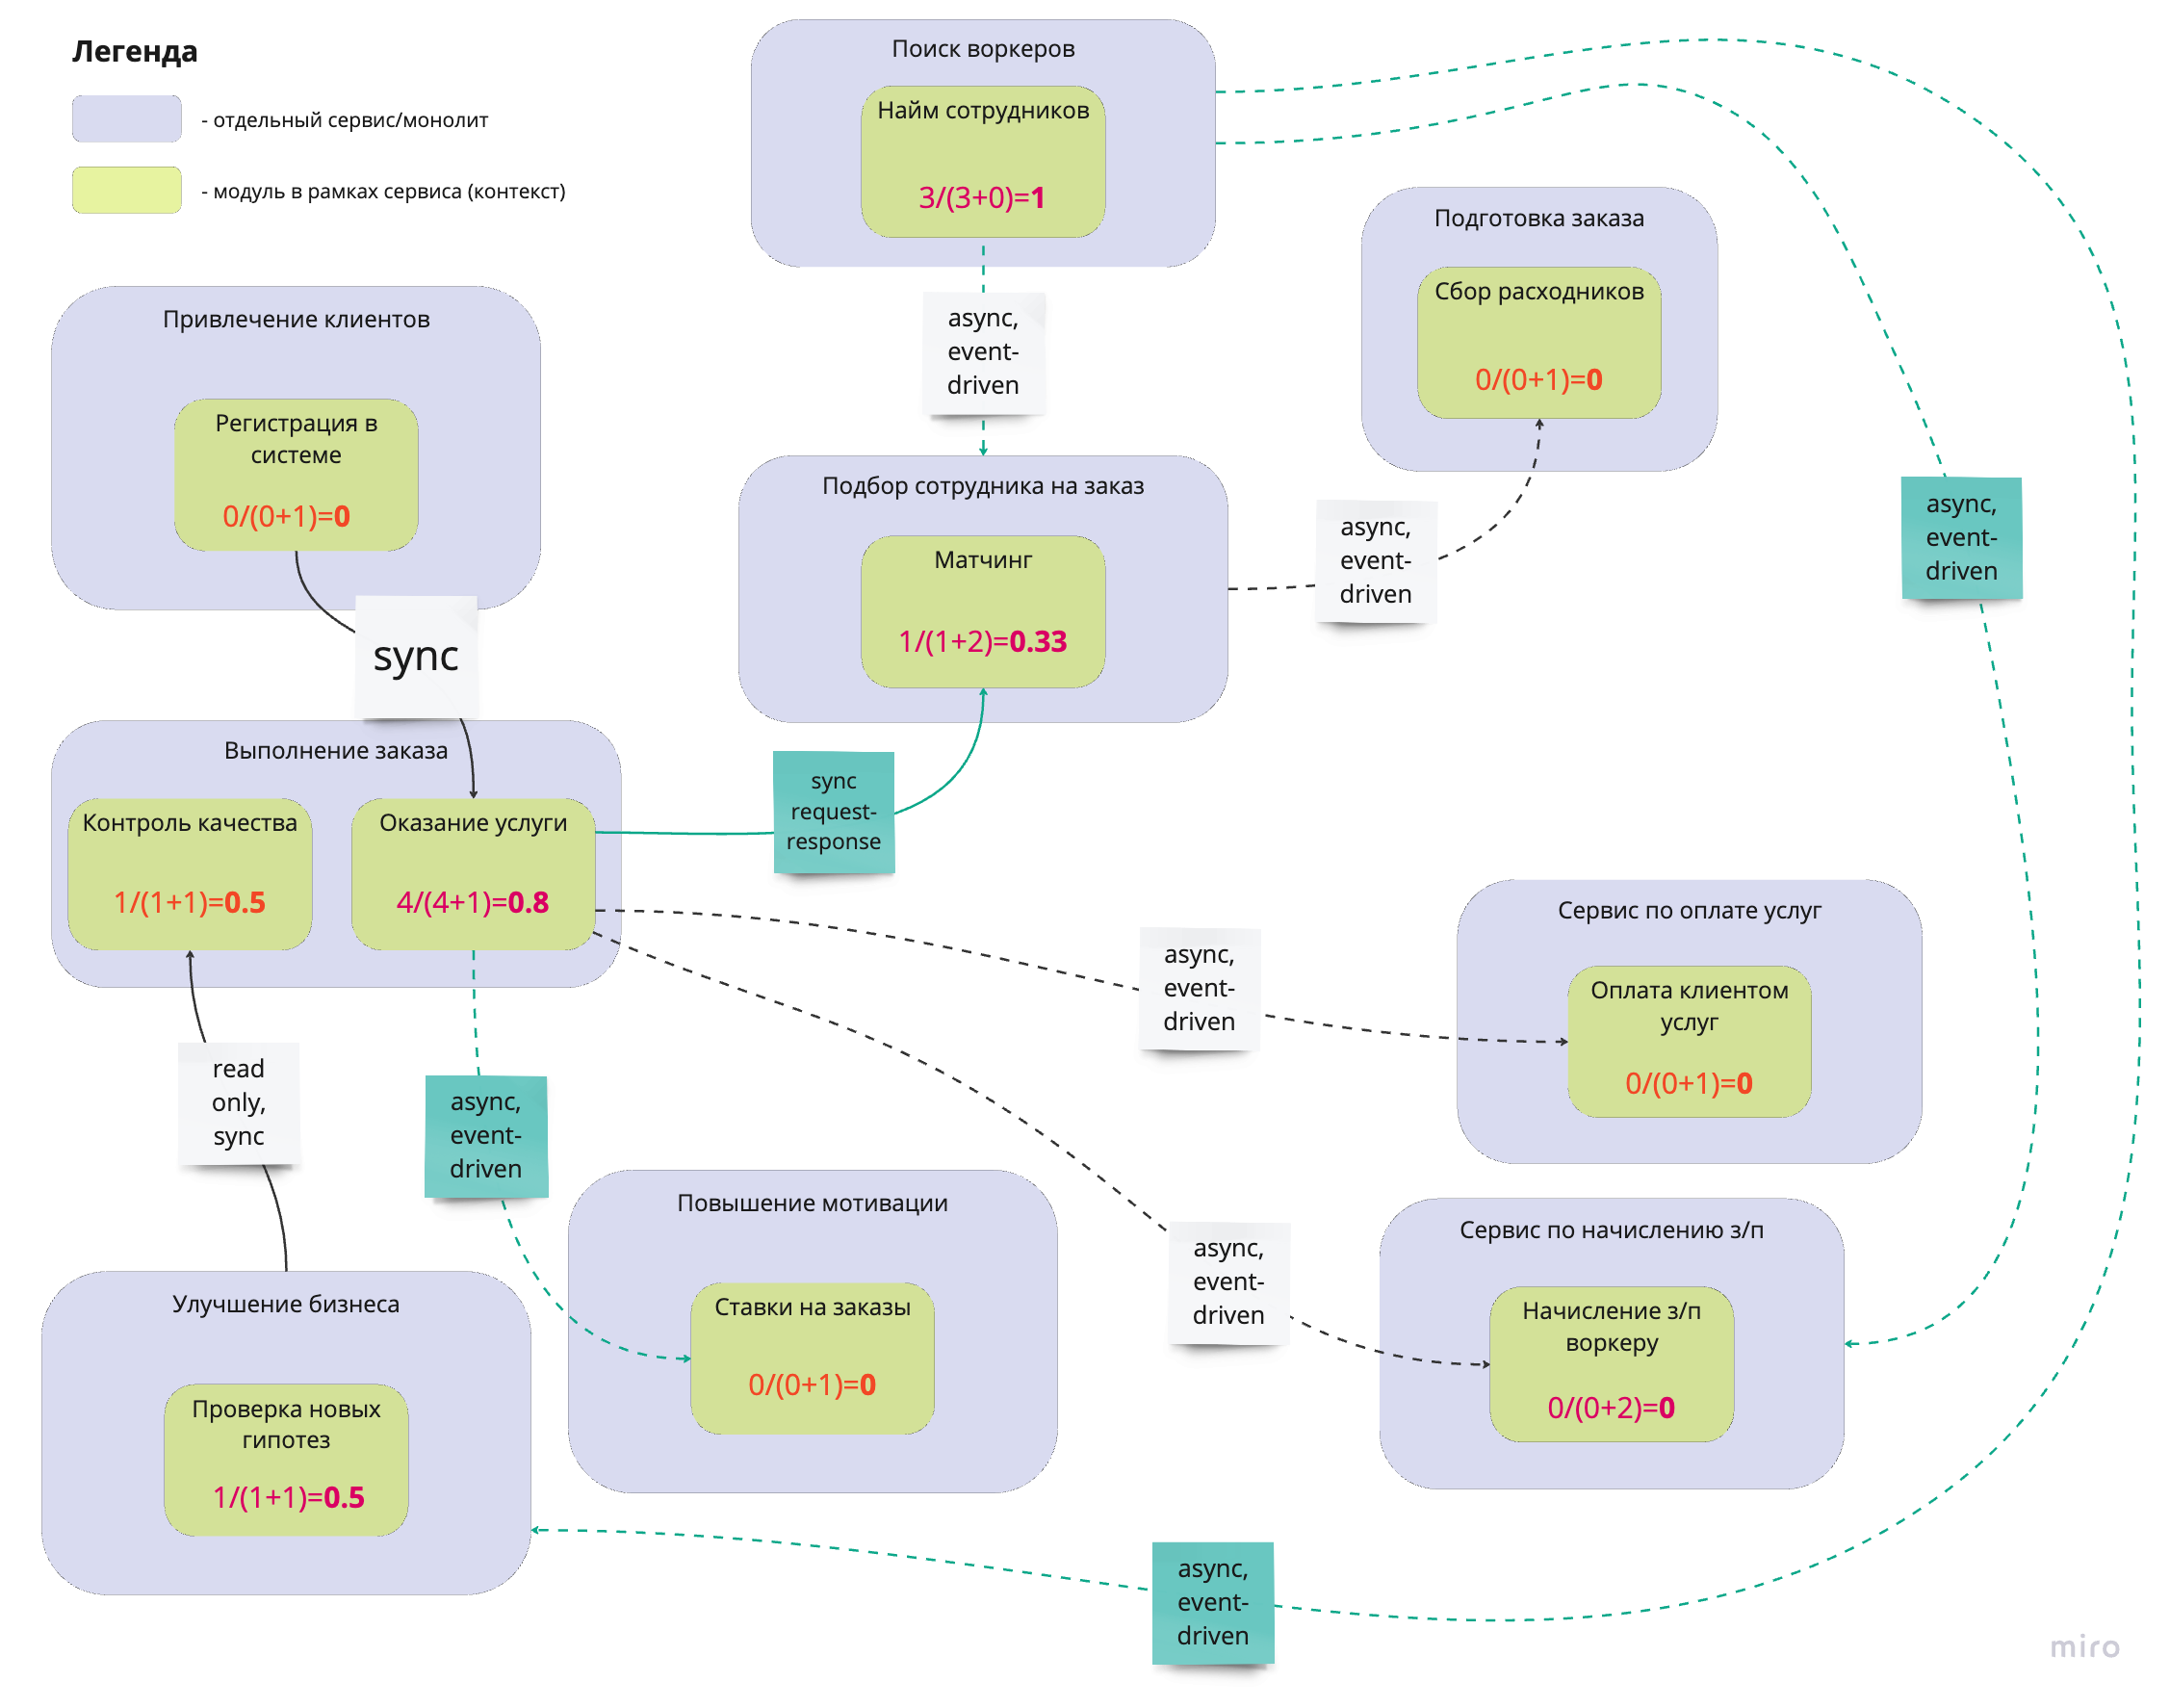 Легенда
- отдельный сервис/монолит
- модуль в рамках сервиса (контекст)
Поиск воркеров
Найм сотрудников
3/(3+0)=1
async,
event-
driven
Подготовка заказа
Сбор расходников
0/(0+1)=0
Привлечение клиентов
Регистрация в
системе
0/(0+1)=0
sync
Подбор сотрудника на заказ
Матчинг
1/(1+2)=0.33
async,
event-
driven
async,
event-
driven
Выполнение заказа
Контроль качества
1/(1+1)=0.5
Оказание услуги
4/(4+1)=0.8
sync
request-
response
async,
event-
driven
Сервис по оплате услуг
Оплата клиентом
услуг
0/(0+1)=0
read
only,
sync
async,
event-
driven
Повышение мотивации
Ставки на заказы
0/(0+1)=0
async,
event-
driven
Сервис по начислению з/п
Начисление з/п
воркеру
0/(0+2)=0
Улучшение бизнеса
Проверка новых
гипотез
1/(1+1)=0.5
async,
event-
driven
miro